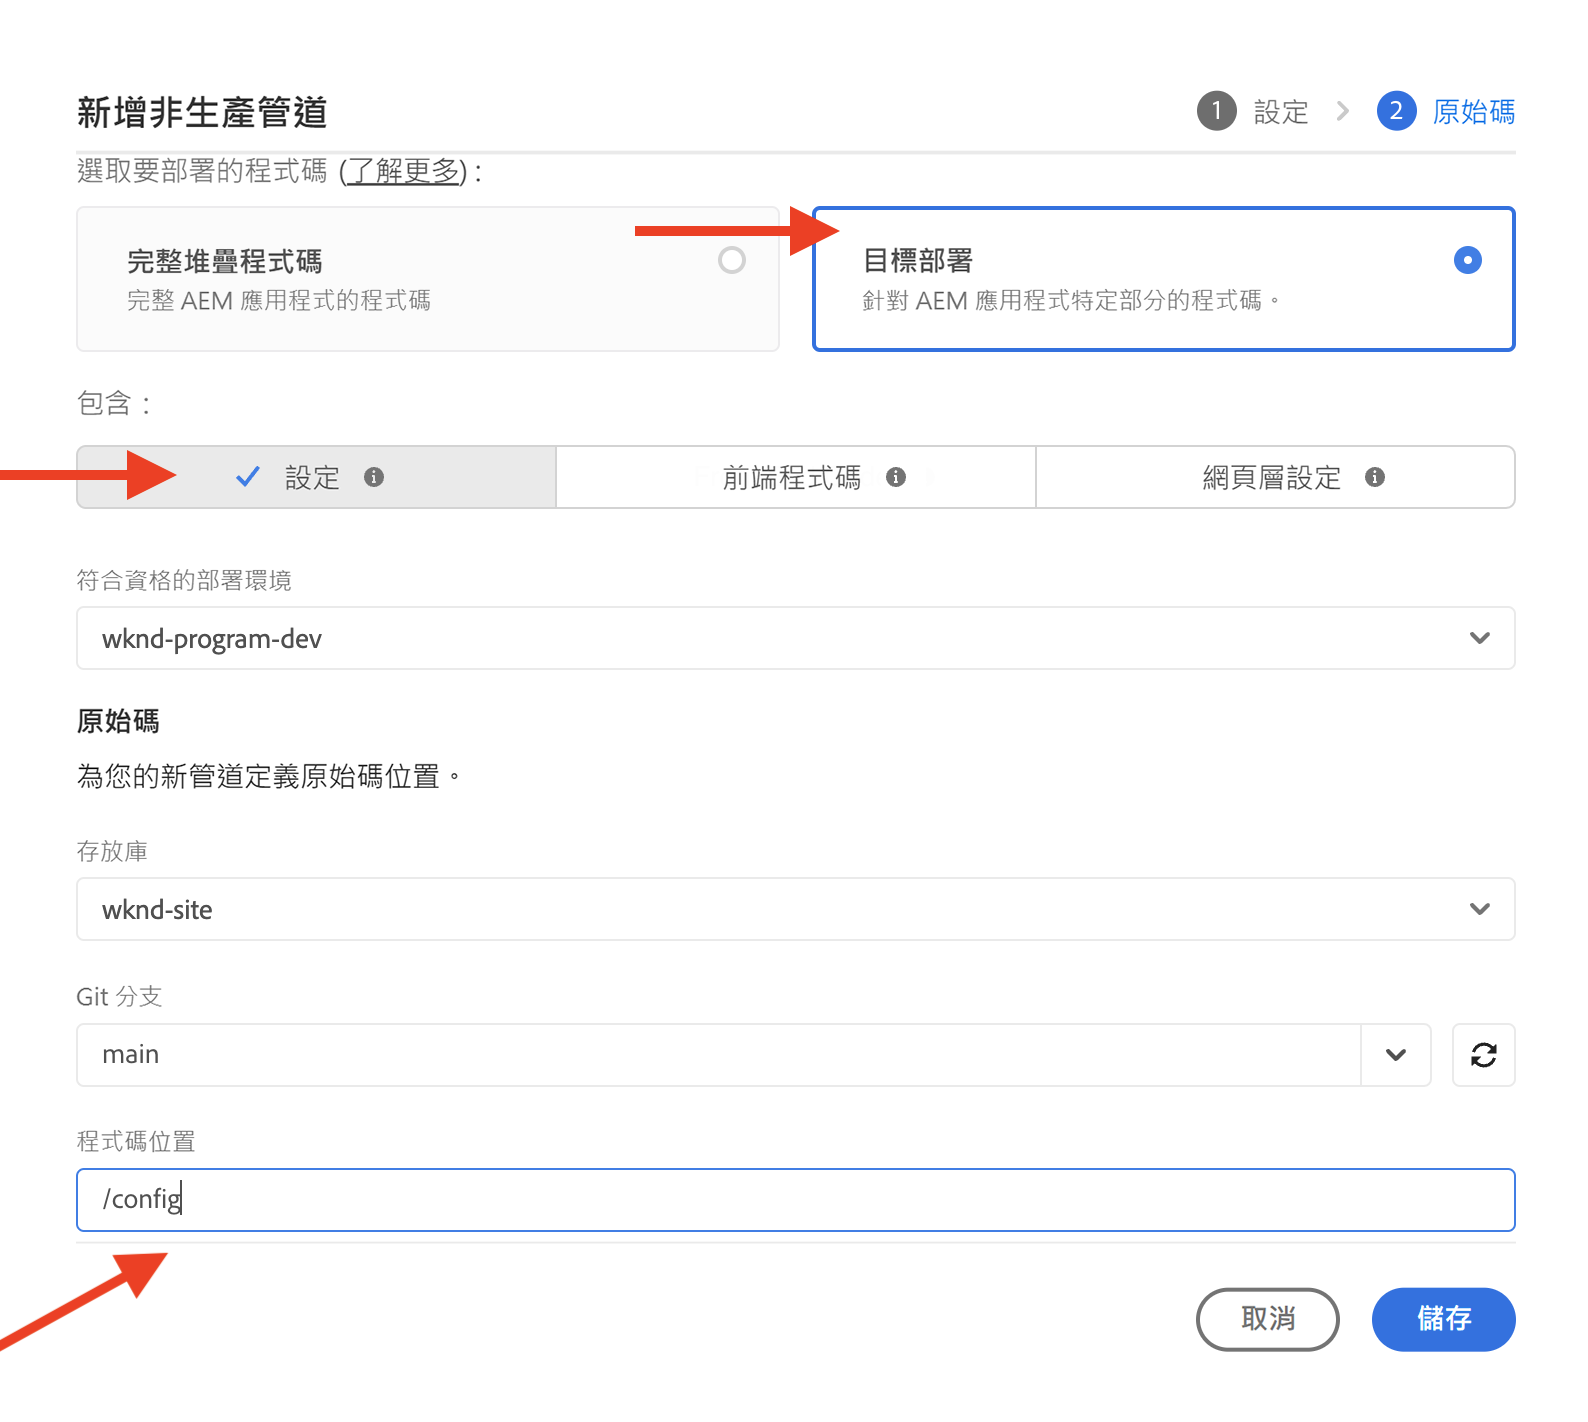 新增非生產管道
1 設定 2 原始碼
選取要部署的程式碼 (了解更多)：
完整堆疊程式碼
完整 AEM 應用程式的程式碼
目標部署
針對 AEM 應用程式特定部分的程式碼。
包含：
設定 前端程式碼 網頁層設定
符合資格的部署環境
wknd-program-dev
原始碼
為您的新管道定義原始碼位置。
存放庫
wknd-site
Git 分支
main
程式碼位置
/config
取消 儲存